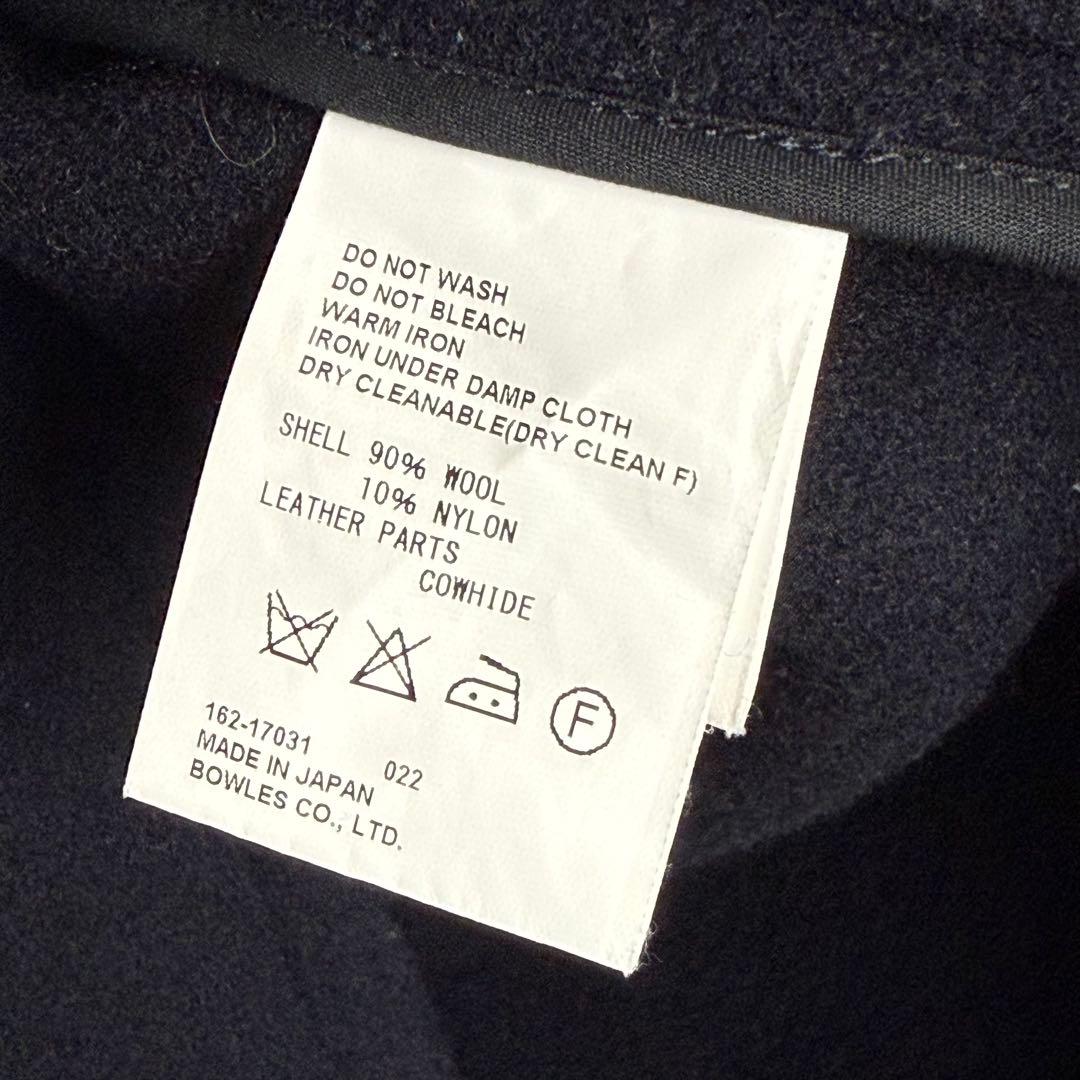 DO NOT WASH
DO NOT BLEACH
WARM IRON
IRON UNDER DAMP CLOTH
DRY CLEANABLE(DRY CLEAN F)
SHELL 90% WOOL
10% NYLON
LEATHER PARTS
COWHIDE
F
162-17031 022
MADE IN JAPAN
BOWLES CO., LTD.